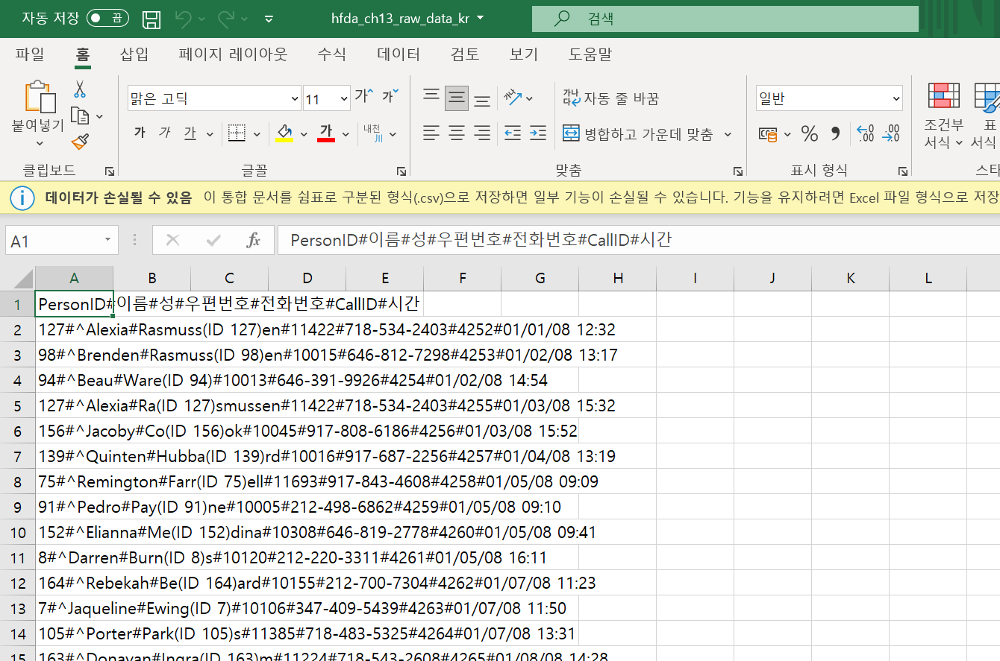 자동 저장 끔 hfda_ch13_raw_data_kr 검색
파일 홈 삽입 페이지 레이아웃 수식 데이터 검토 보기 도움말
맑은 고딕 11 가 가 가나다 자동 줄 바꿈 일반
붙여넣기 가 가 가 가 내천 川 병합하고 가운데 맞춤 % 9 .00 조건부 서식 표 서식
클립보드 글꼴 맞춤 표시 형식 스타
데이터가 손실될 수 있음 이 통합 문서를 쉼표로 구분된 형식(.csv)으로 저장하면 일부 기능이 손실될 수 있습니다. 기능을 유지하려면 Excel 파일 형식으로 저장
A1 fx PersonID#이름#성#우편번호#전화번호#CallID#시간
A B C D E F G H I J K L
1 PersonID#이름#성#우편번호#전화번호#CallID#시간
2 127#^Alexia#Rasmuss(ID 127)en#11422#718-534-2403#4252#01/01/08 12:32
3 98#^Brenden#Rasmuss(ID 98)en#10015#646-812-7298#4253#01/02/08 13:17
4 94#^Beau#Ware(ID 94)#10013#646-391-9926#4254#01/02/08 14:54
5 127#^Alexia#Ra(ID 127)smussen#11422#718-534-2403#4255#01/03/08 15:32
6 156#^Jacoby#Co(ID 156)ok#10045#917-808-6186#4256#01/03/08 15:52
7 139#^Quinten#Hubba(ID 139)rd#10016#917-687-2256#4257#01/04/08 13:19
8 75#^Remington#Farr(ID 75)ell#11693#917-843-4608#4258#01/05/08 09:09
9 91#^Pedro#Pay(ID 91)ne#10005#212-498-6862#4259#01/05/08 09:10
10 152#^Elianna#Me(ID 152)dina#10308#646-819-2778#4260#01/05/08 09:41
11 8#^Darren#Burn(ID 8)s#10120#212-220-3311#4261#01/05/08 16:11
12 164#^Rebekah#Be(ID 164)ard#10155#212-700-7304#4262#01/07/08 11:23
13 7#^Jaqueline#Ewing(ID 7)#10106#347-409-5439#4263#01/07/08 11:50
14 105#^Porter#Park(ID 105)s#11385#718-483-5325#4264#01/07/08 13:31
15 163#^Donavan#Ingra(ID 163)m#11224#718-543-2608#4265#01/08/08 14:28